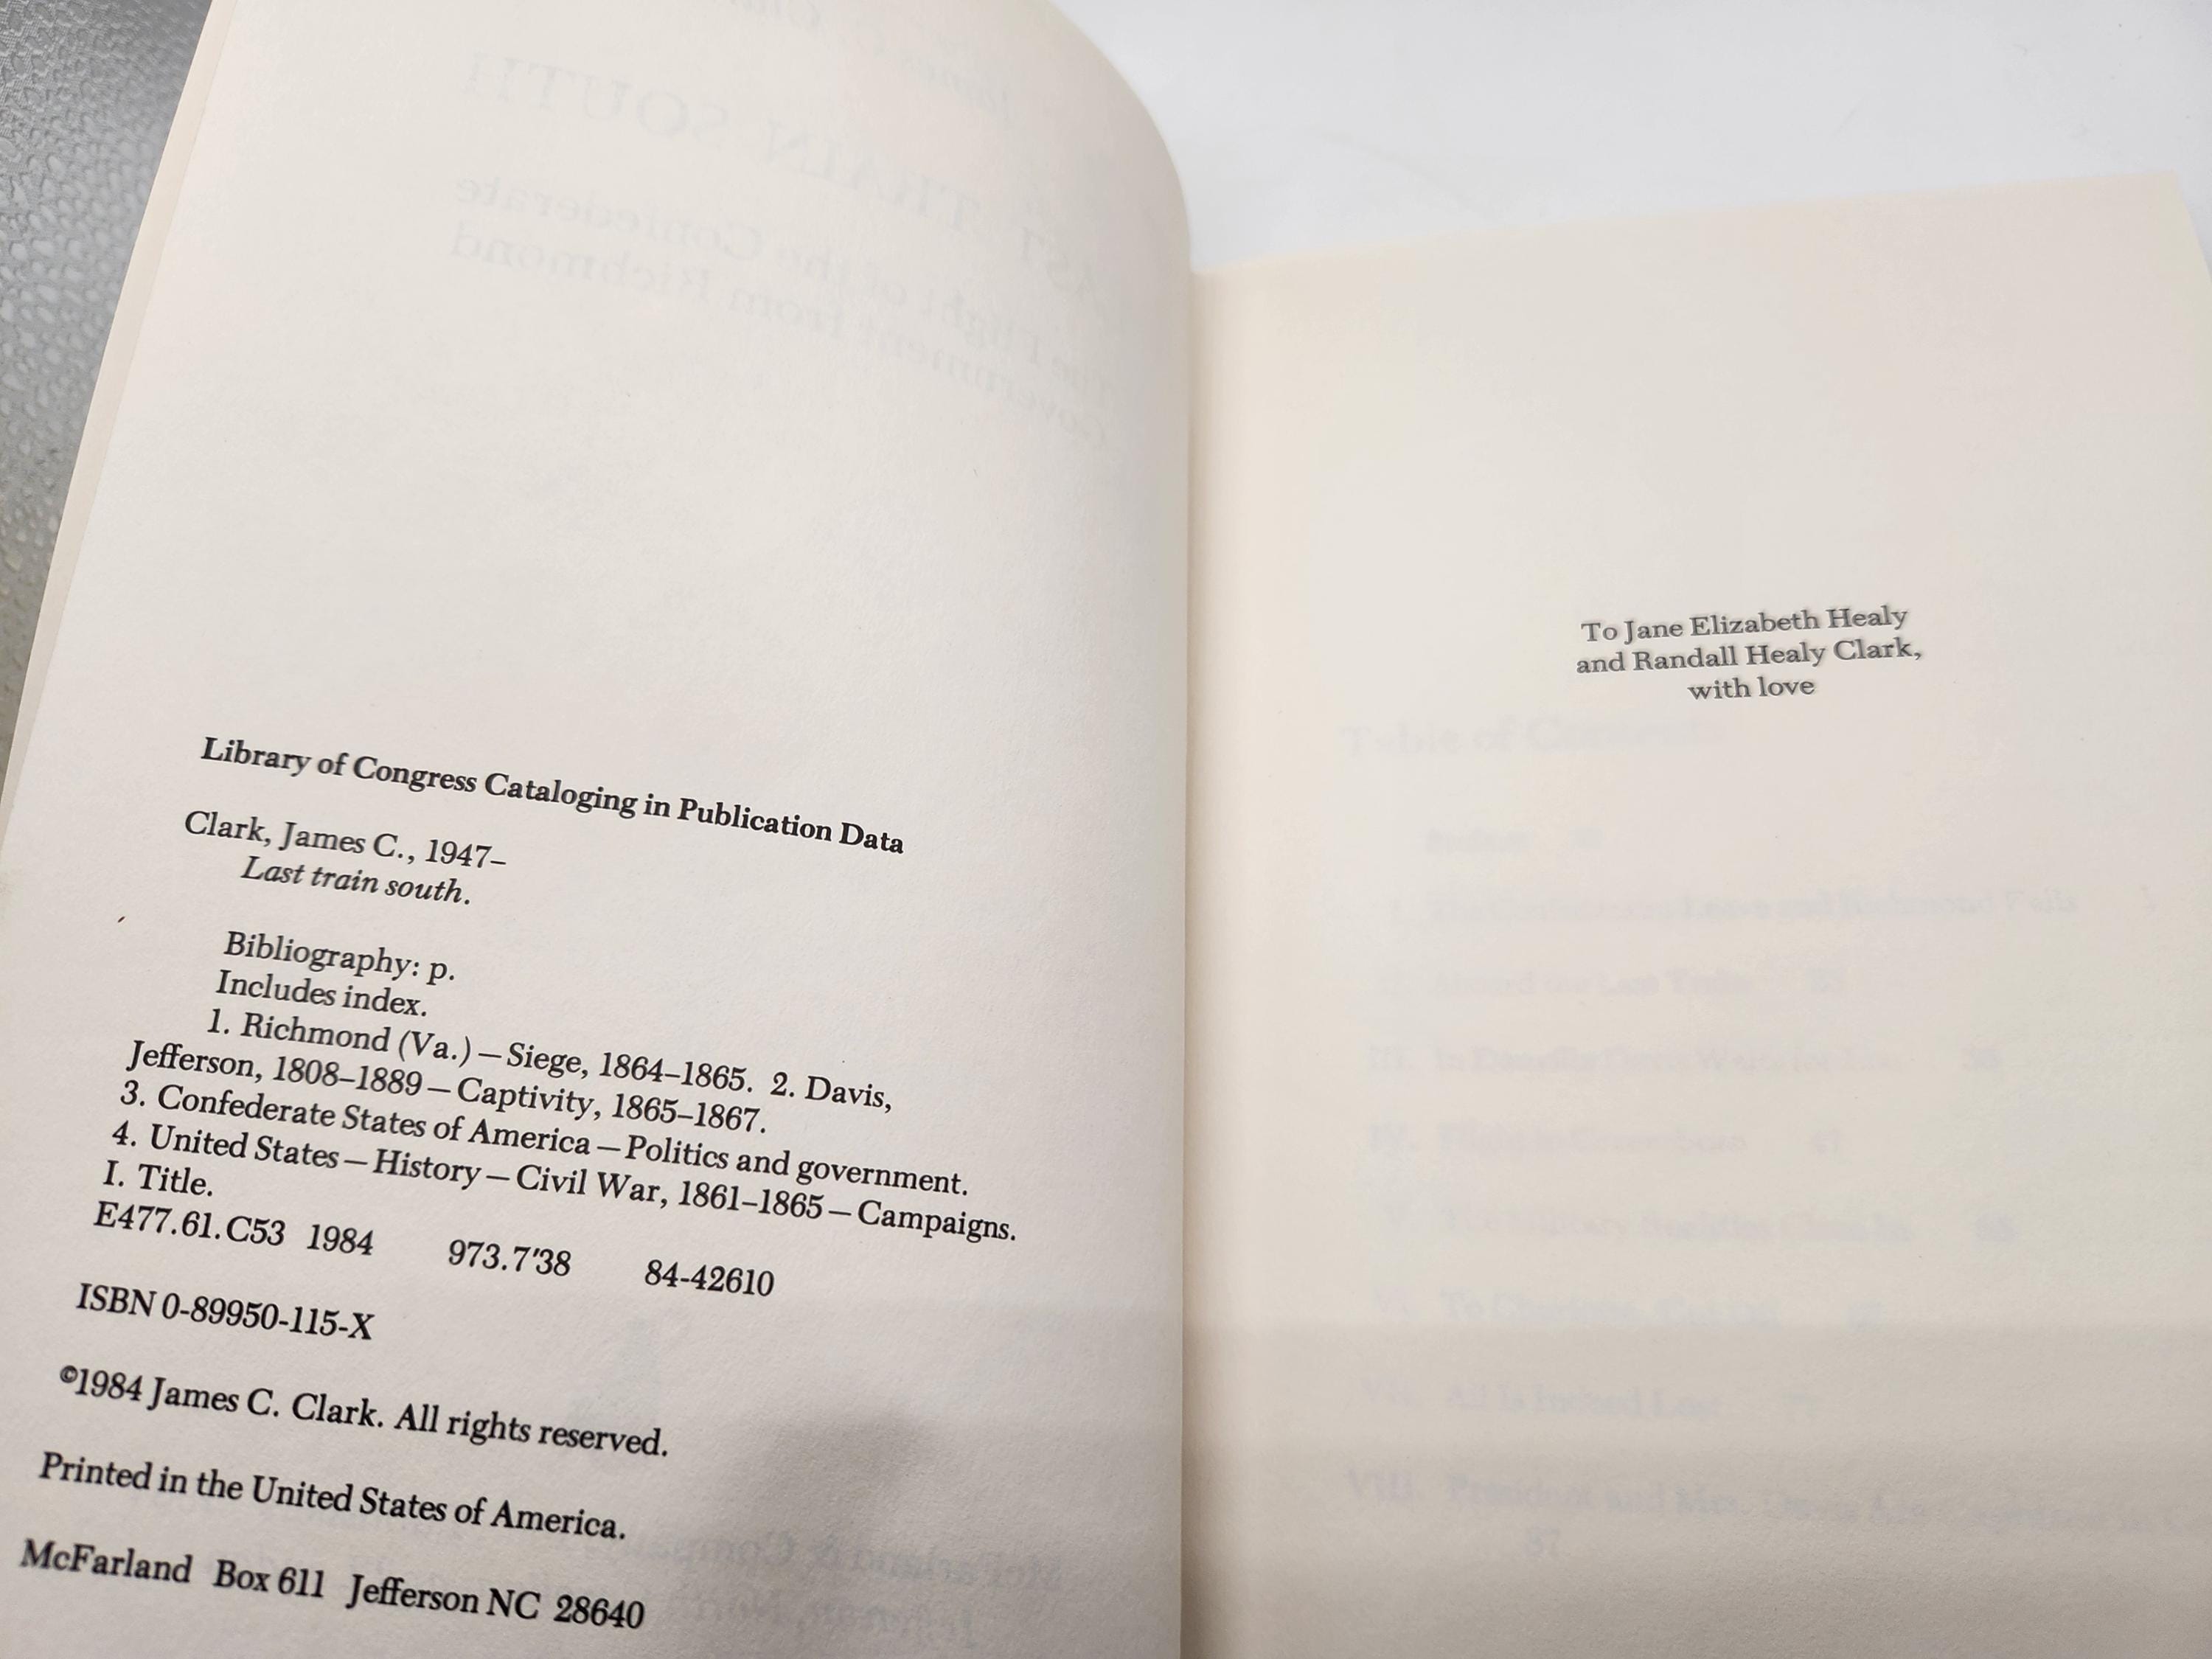 Library of Congress Cataloging in Publication Data
Clark, James C., 1947–
Last train south.
Bibliography: p.
Includes index.
1. Richmond (Va.) — Siege, 1864–1865. 2. Davis,
Jefferson, 1808–1889 — Captivity, 1865–1867.
3. Confederate States of America — Politics and government.
4. United States — History — Civil War, 1861–1865 — Campaigns.
I. Title.
E477.61.C53 1984 973.7'38 84-42610
ISBN 0-89950-115-X
©1984 James C. Clark. All rights reserved.
Printed in the United States of America.
McFarland Box 611 Jefferson NC 28640
To Jane Elizabeth Healy
and Randall Healy Clark,
with love